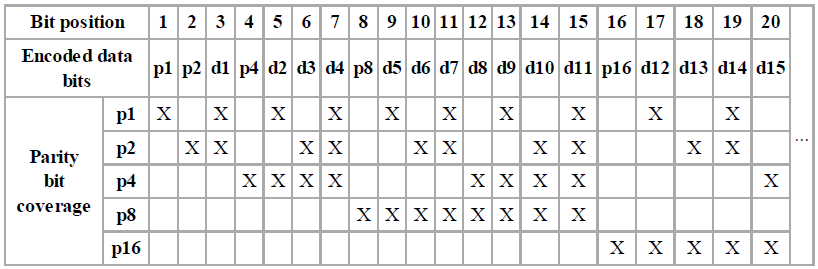 Bit position 1 2 3 4 5 6 7 8 9 10 11 12 13 14 15 16 17 18 19 20
Encoded data
bits p1 p2 d1 p4 d2 d3 d4 p8 d5 d6 d7 d8 d9 d10 d11 p16 d12 d13 d14 d15
Parity
bit
coverage
p1 X X X X X X X X X X
p2 X X X X X X X X X X
p4 X X X X X X X X X
p8 X X X X X X X X
p16 X X X X X
...